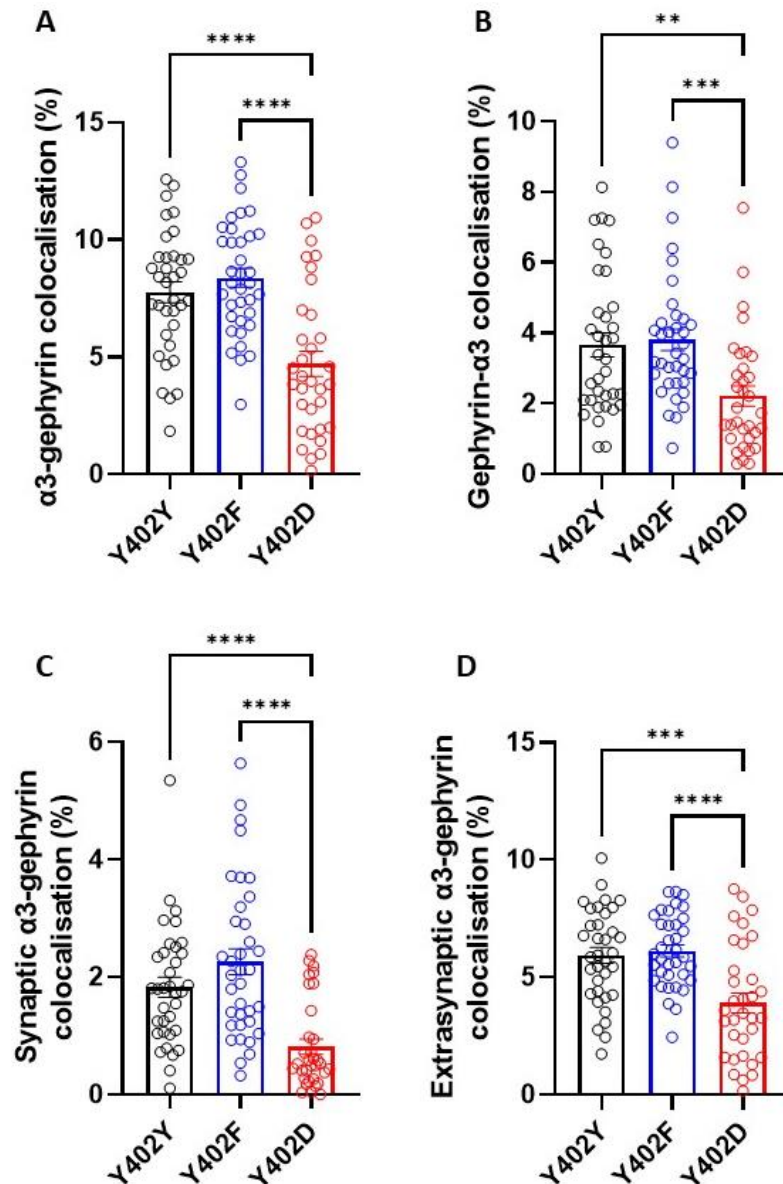 A
****
****
α3-gephyrin colocalisation (%)
15
10
5
0
Y402Y
Y402F
Y402D
B
**
***
Gephyrin-α3 colocalisation (%)
10
8
6
4
2
0
Y402Y
Y402F
Y402D
C
****
****
Synaptic α3-gephyrin
colocalisation (%)
6
4
2
0
Y402Y
Y402F
Y402D
D
***
****
Extrasynaptic α3-gephyrin
colocalisation (%)
15
10
5
0
Y402Y
Y402F
Y402D